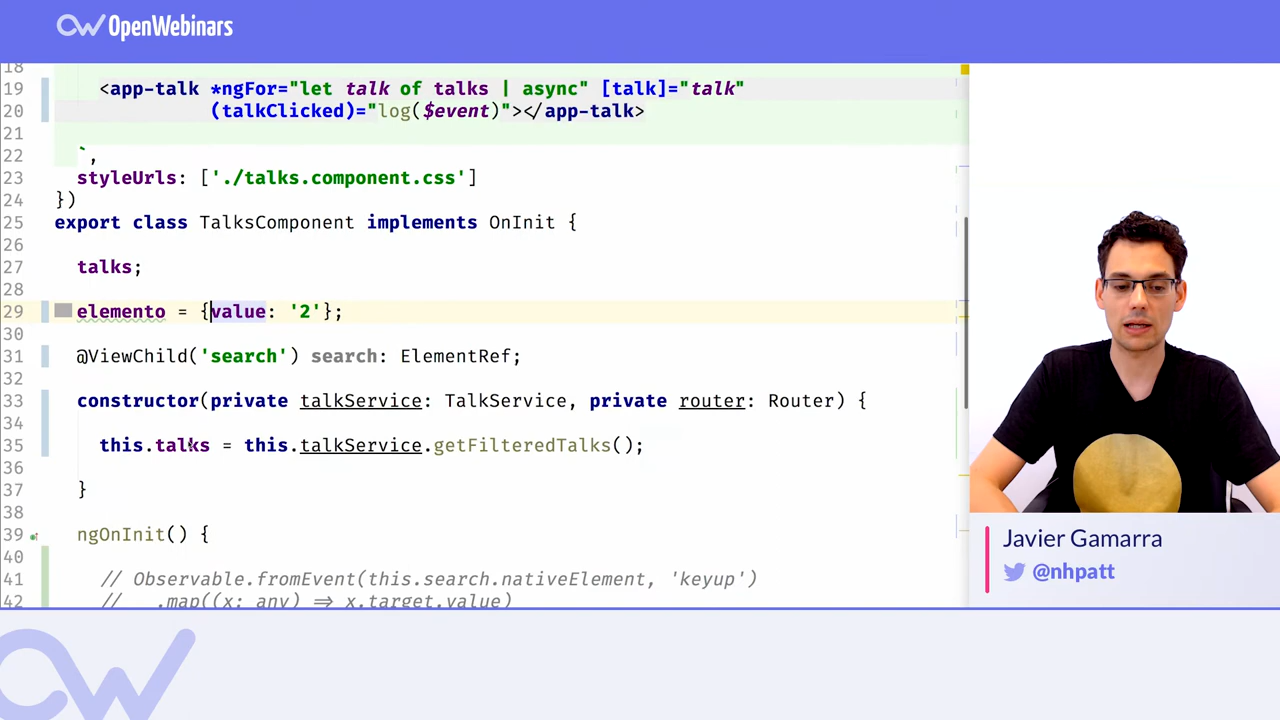 OpenWebinars
18
19 <app-talk *ngFor="let talk of talks | async" [talk]="talk"
20 (talkClicked)="log($event)"></app-talk>
21
22 `,
23 styleUrls: ['./talks.component.css']
24 })
25 export class TalksComponent implements OnInit {
26
27 talks;
28
29 elemento = {value: '2'};
30
31 @ViewChild('search') search: ElementRef;
32
33 constructor(private talkService: TalkService, private router: Router) {
34
35 this.talks = this.talkService.getFilteredTalks();
36
37 }
38
39 ngOnInit() {
40
41 // Observable.fromEvent(this.search.nativeElement, 'keyup')
42 // .map((x: any) => x.target.value)
Javier Gamarra
@nhpatt